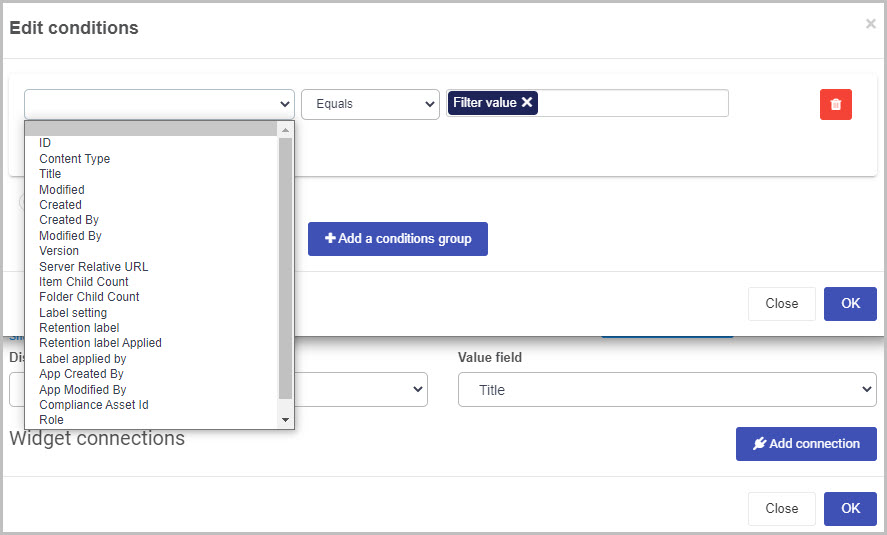 Edit conditions
×
Equals
Filter value ✕
ID
Content Type
Title
Modified
Created
Created By
Modified By
Version
Server Relative URL
Item Child Count
Folder Child Count
Label setting
Retention label
Retention label Applied
Label applied by
App Created By
App Modified By
Compliance Asset Id
Role
+ Add a conditions group
Close
OK
Value field
Title
Widget connections
Add connection
Close
OK